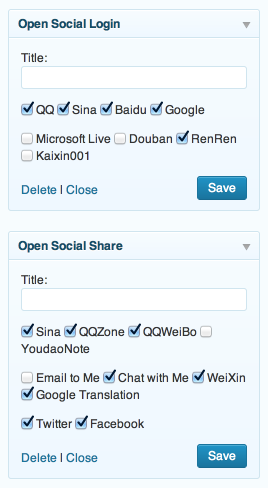 Open Social Login
Title:
QQ Sina Baidu Google
Microsoft Live Douban RenRen
Kaixin001
Delete | Close Save
Open Social Share
Title:
Sina QQZone QQWeiBo
YoudaoNote
Email to Me Chat with Me WeiXin
Google Translation
Twitter Facebook
Delete | Close Save